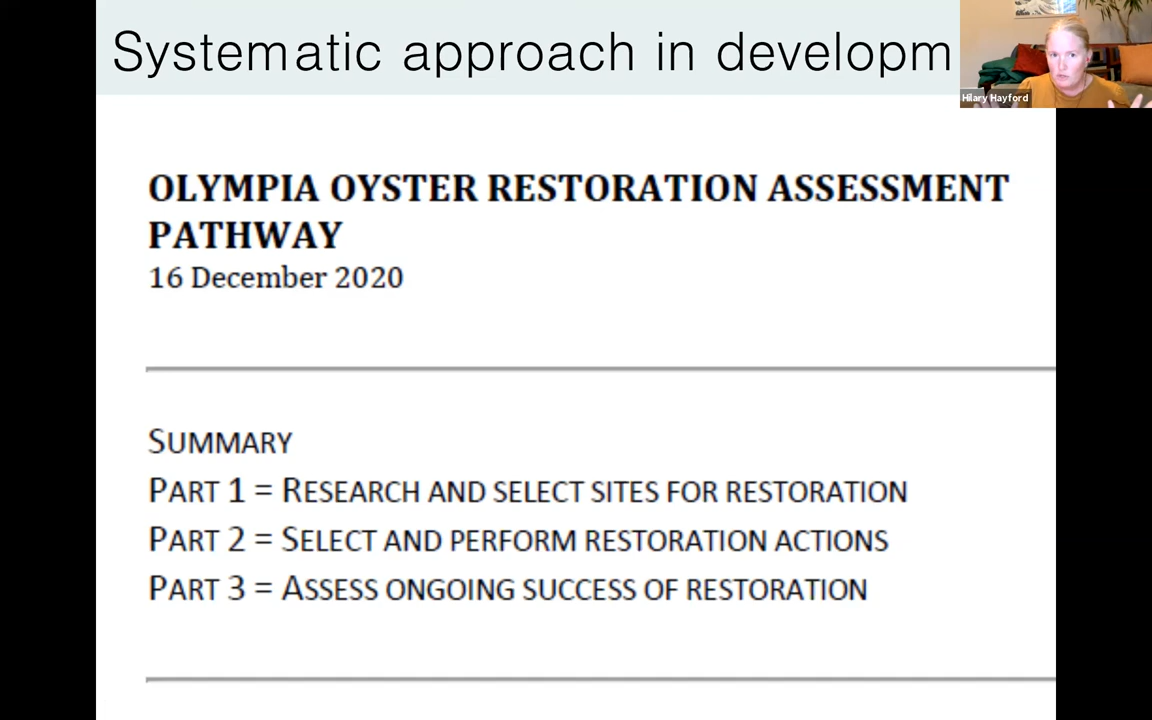 Systematic approach in developm
Hilary Hayford
OLYMPIA OYSTER RESTORATION ASSESSMENT
PATHWAY
16 December 2020
SUMMARY
PART 1 = RESEARCH AND SELECT SITES FOR RESTORATION
PART 2 = SELECT AND PERFORM RESTORATION ACTIONS
PART 3 = ASSESS ONGOING SUCCESS OF RESTORATION